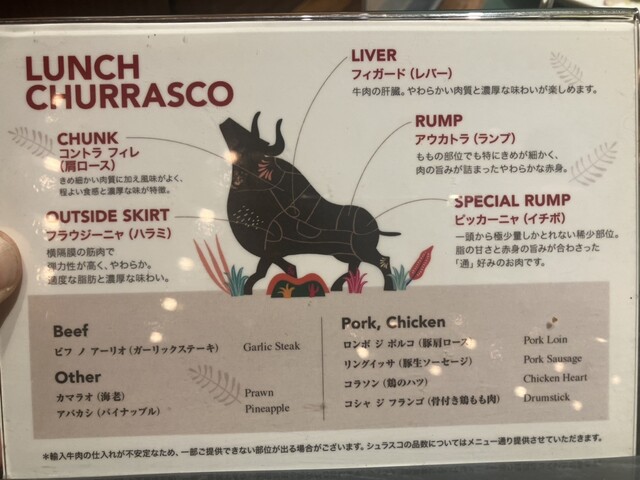 LUNCH
CHURRASCO
LIVER
フィガード(レバー)
牛肉の肝臓。やわらかい肉質と濃厚な味わいが楽しめます。
CHUNK
コントラ フィレ
(肩ロース)
きめ細かい肉質に加え風味がよく、
程よい食感と濃厚な味が特徴。
RUMP
アウカトラ(ランプ)
ももの部位でも特にきめが細かく、
肉の旨みが詰まったやわらかな赤身。
OUTSIDE SKIRT
フラウジーニャ(ハラミ)
横隔膜の筋肉で
弾力性が高く、やわらか。
適度な脂肪と濃厚な味わい。
SPECIAL RUMP
ピッカーニャ(イチボ)
一頭から極少量しかとれない稀少部位。
脂の甘さと赤身の旨みが合わさった
「通」好みのお肉です。
Beef
ビフ ノ アーリオ(ガーリックステーキ) Garlic Steak
Other
カマラオ(海老) Prawn
アバカシ(パイナップル) Pineapple
Pork, Chicken
ロンボ ジ ポルコ(豚肩ロース Pork Loin
リングイッサ(豚生ソーセージ) Pork Sausage
コラソン(鶏のハツ) Chicken Heart
コシャ ジ フランゴ(骨付き鶏もも肉) Drumstick
*輸入牛肉の仕入れが不安定なため、一部ご提供できない部位が出る場合がございます。シュラスコの品数についてはメニュー通り提供させていただきます。